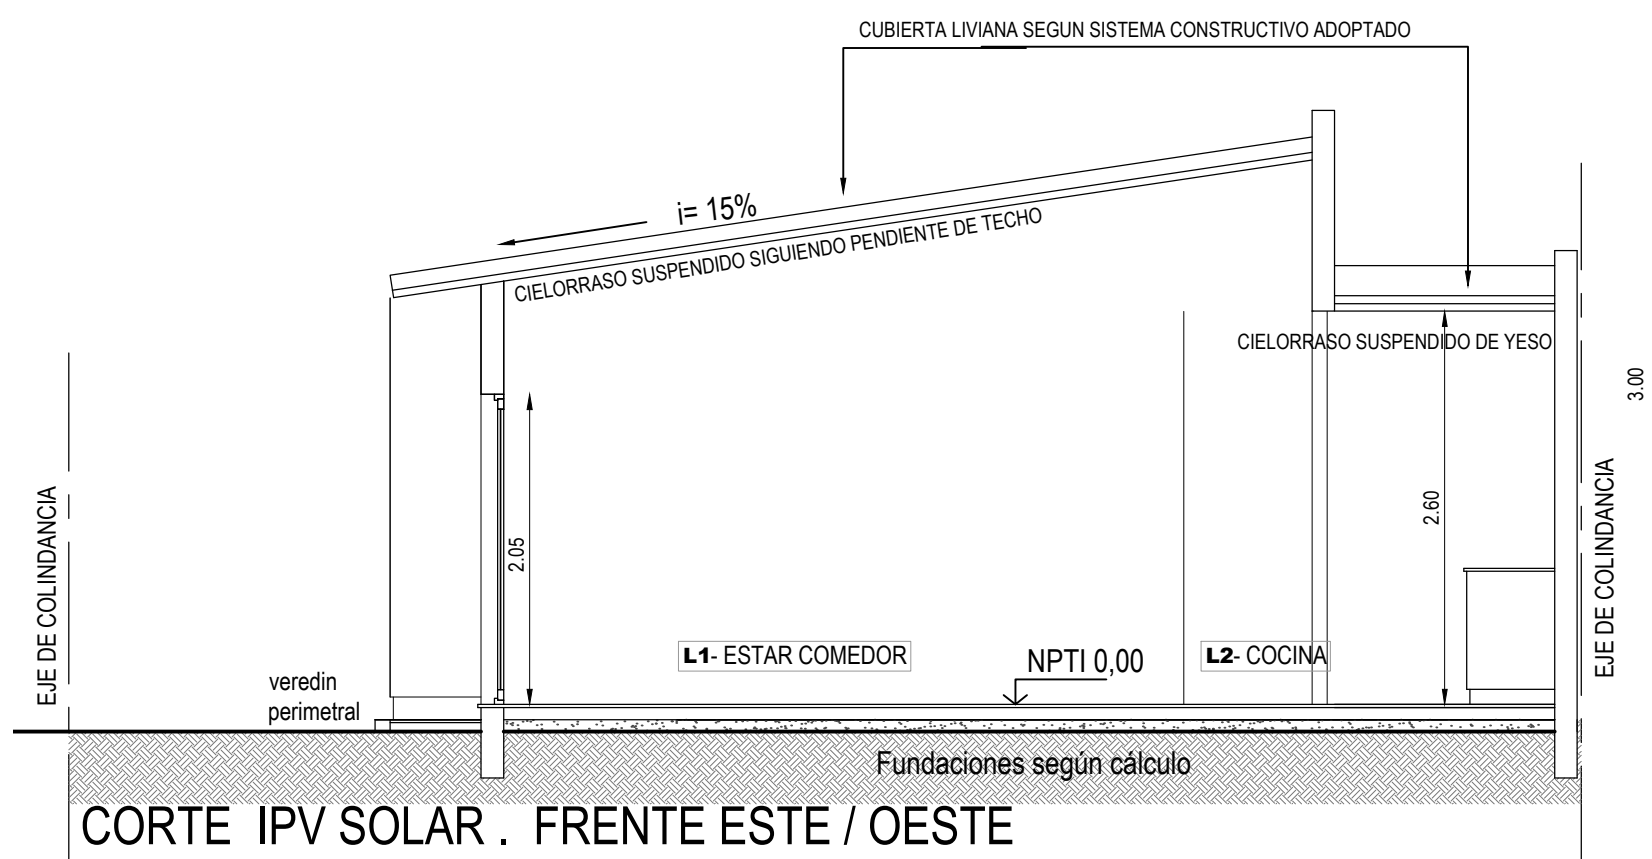 CUBIERTA LIVIANA SEGUN SISTEMA CONSTRUCTIVO ADOPTADO
i= 15%
CIELORRASO SUSPENDIDO SIGUIENDO PENDIENTE DE TECHO
CIELORRASO SUSPENDIDO DE YESO
3.00
2.60
2.05
EJE DE COLINDANCIA
EJE DE COLINDANCIA
L1- ESTAR COMEDOR
NPTI 0,00
L2- COCINA
veredin
perimetral
Fundaciones según cálculo
CORTE IPV SOLAR . FRENTE ESTE / OESTE